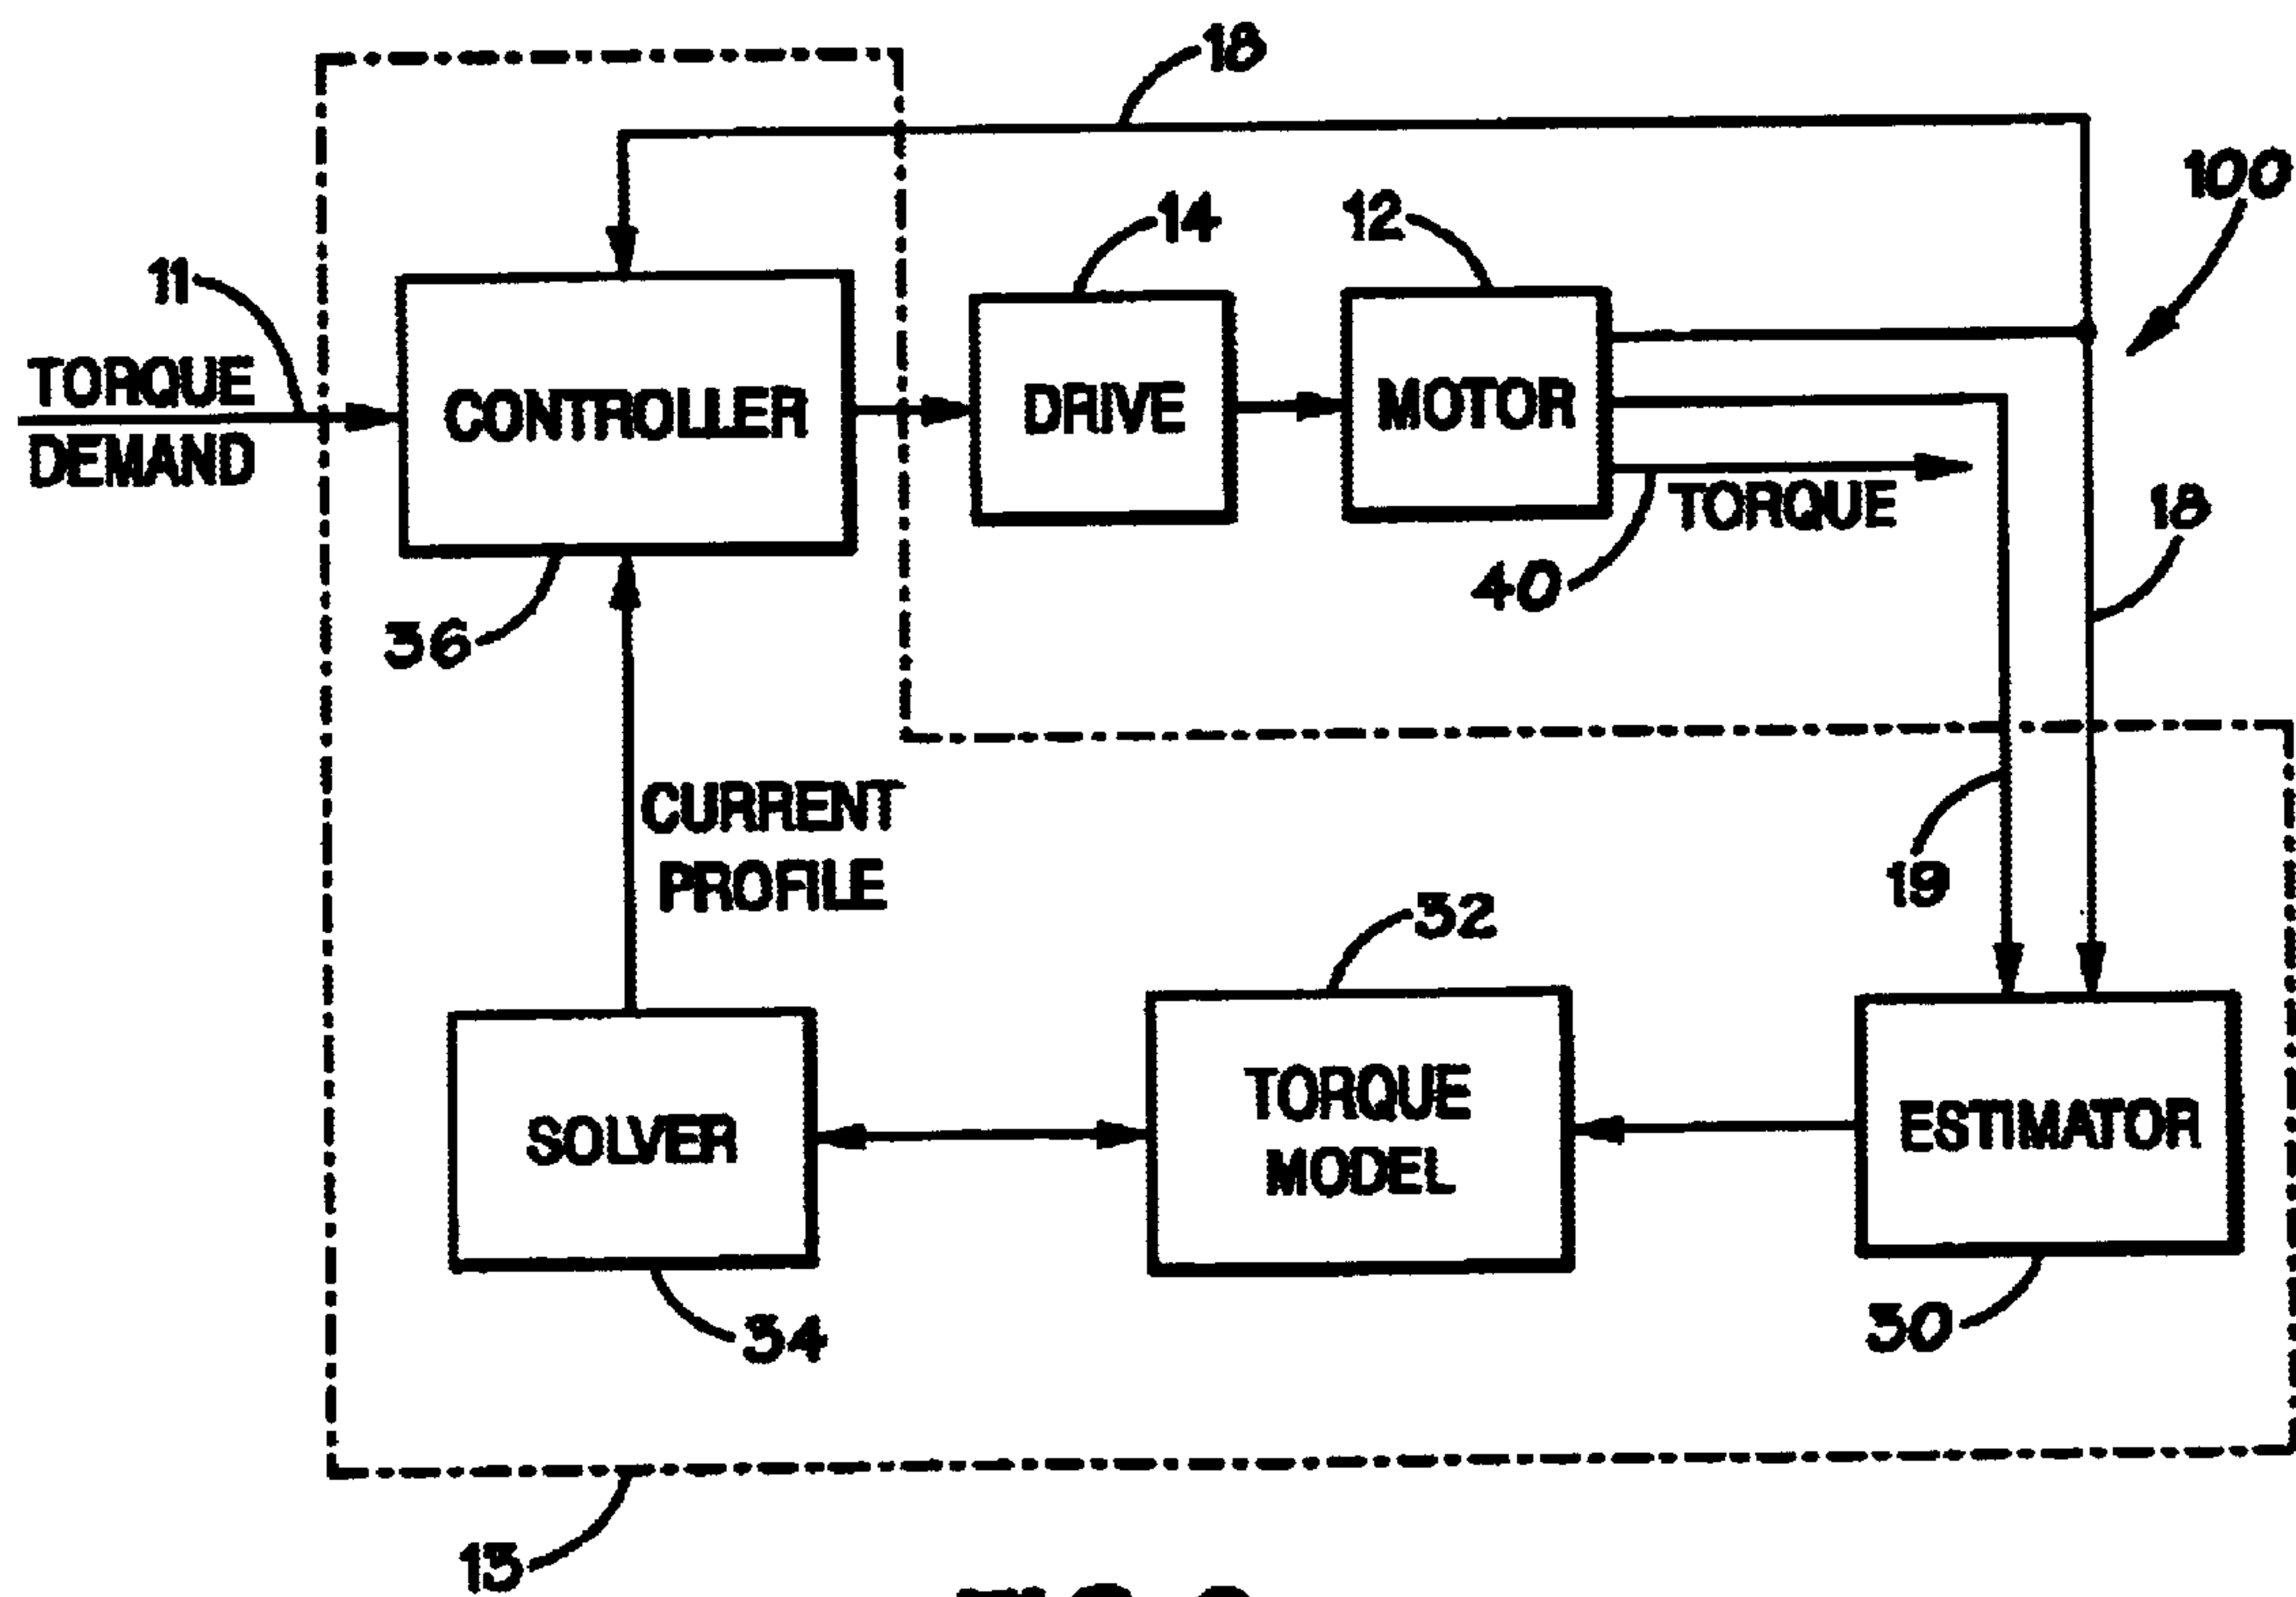 18
100
14
12
11
TORQUE
DEMAND
CONTROLLER
DRIVE
MOTOR
TORQUE
18
40
36
CURRENT
PROFILE
19
32
SOLVER
TORQUE
MODEL
ESTIMATOR
34
30
13